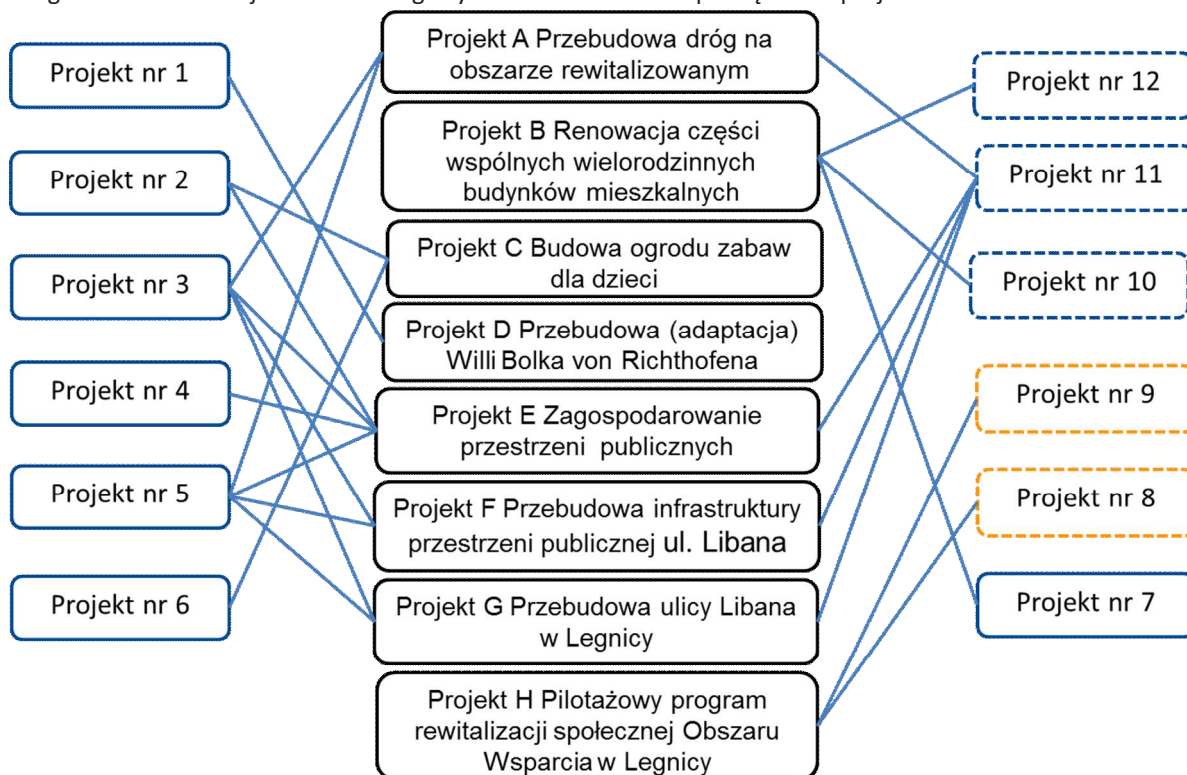 Projekt nr 1
Projekt nr 2
Projekt nr 3
Projekt nr 4
Projekt nr 5
Projekt nr 6
Projekt A Przebudowa dróg na
obszarze rewitalizowanym
Projekt B Renowacja części
wspólnych wielorodzinnych
budynków mieszkalnych
Projekt C Budowa ogrodu zabaw
dla dzieci
Projekt D Przebudowa (adaptacja)
Willi Bolka von Richthofena
Projekt E Zagospodarowanie
przestrzeni publicznych
Projekt F Przebudowa infrastruktury
przestrzeni publicznej ul. Libana
Projekt G Przebudowa ulicy Libana
w Legnicy
Projekt H Pilotażowy program
rewitalizacji społecznej Obszaru
Wsparcia w Legnicy
Projekt nr 12
Projekt nr 11
Projekt nr 10
Projekt nr 9
Projekt nr 8
Projekt nr 7